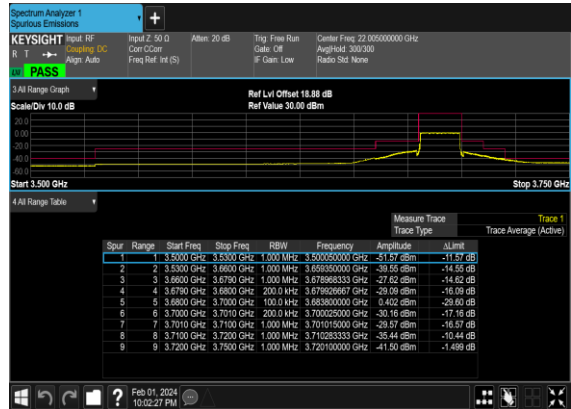 Spectrum Analyzer 1
Spurious Emissions
KEYSIGHT Input: RF Input Z: 50 Ω Atten: 20 dB Trig: Free Run Center Freq: 22.005000000 GHz
R T Coupling: DC Corr CCorr Gate: Off Avg|Hold: 300/300
Align: Auto Freq Ref: Int (S) IF Gain: Low Radio Std: None
PASS
3 All Range Graph Ref Lvl Offset 18.88 dB
Scale/Div 10.0 dB Ref Value 30.00 dBm
20.0
0.00
-20.0
-40.0
-60.0
Start 3.500 GHz Stop 3.750 GHz
4 All Range Table
Measure Trace Trace 1
Trace Type Trace Average (Active)
Spur Range Start Freq Stop Freq RBW Frequency Amplitude ΔLimit
1 1 3.5000 GHz 3.5300 GHz 1.000 MHz 3.500050000 GHz -51.57 dBm -11.57 dB
2 2 3.5300 GHz 3.6600 GHz 1.000 MHz 3.659350000 GHz -39.55 dBm -14.55 dB
3 3 3.6600 GHz 3.6790 GHz 1.000 MHz 3.678968333 GHz -27.62 dBm -14.62 dB
4 4 3.6790 GHz 3.6800 GHz 200.0 kHz 3.679926667 GHz -29.09 dBm -16.09 dB
5 5 3.6800 GHz 3.7000 GHz 100.0 kHz 3.683800000 GHz 0.402 dBm -29.60 dB
6 6 3.7000 GHz 3.7010 GHz 200.0 kHz 3.700025000 GHz -30.16 dBm -17.16 dB
7 7 3.7010 GHz 3.7100 GHz 1.000 MHz 3.701015000 GHz -29.57 dBm -16.57 dB
8 8 3.7100 GHz 3.7200 GHz 1.000 MHz 3.710283333 GHz -35.44 dBm -10.44 dB
9 9 3.7200 GHz 3.7500 GHz 1.000 MHz 3.720100000 GHz -41.50 dBm -1.499 dB
Feb 01, 2024
10:02:27 PM